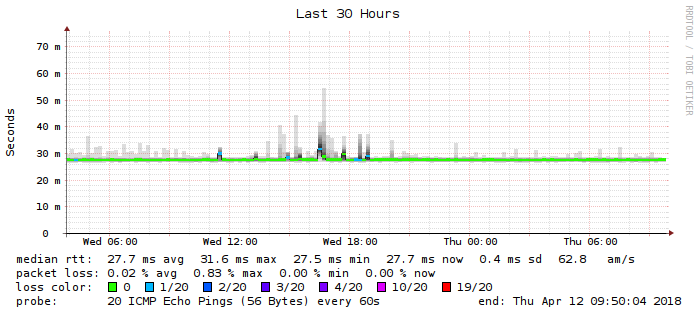 Last 30 Hours
RRDTOOL / TOBI OETIKER
Seconds
70 m
60 m
50 m
40 m
30 m
20 m
10 m
0
Wed 06:00 Wed 12:00 Wed 18:00 Thu 00:00 Thu 06:00
median rtt: 27.7 ms avg 31.6 ms max 27.5 ms min 27.7 ms now 0.4 ms sd 62.8 am/s
packet loss: 0.02 % avg 0.83 % max 0.00 % min 0.00 % now
loss color: 0 1/20 2/20 3/20 4/20 10/20 19/20
probe: 20 ICMP Echo Pings (56 Bytes) every 60s end: Thu Apr 12 09:50:04 2018